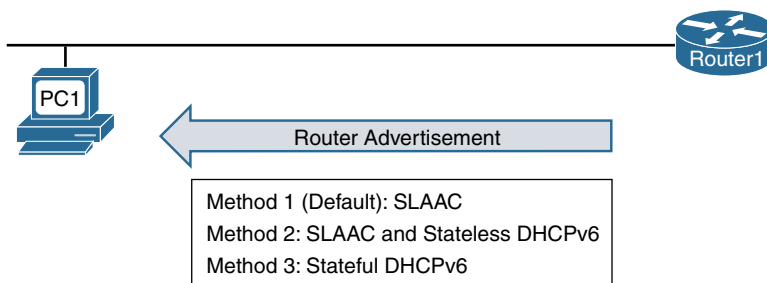 Router1
PC1
Router Advertisement
Method 1 (Default): SLAAC
Method 2: SLAAC and Stateless DHCPv6
Method 3: Stateful DHCPv6